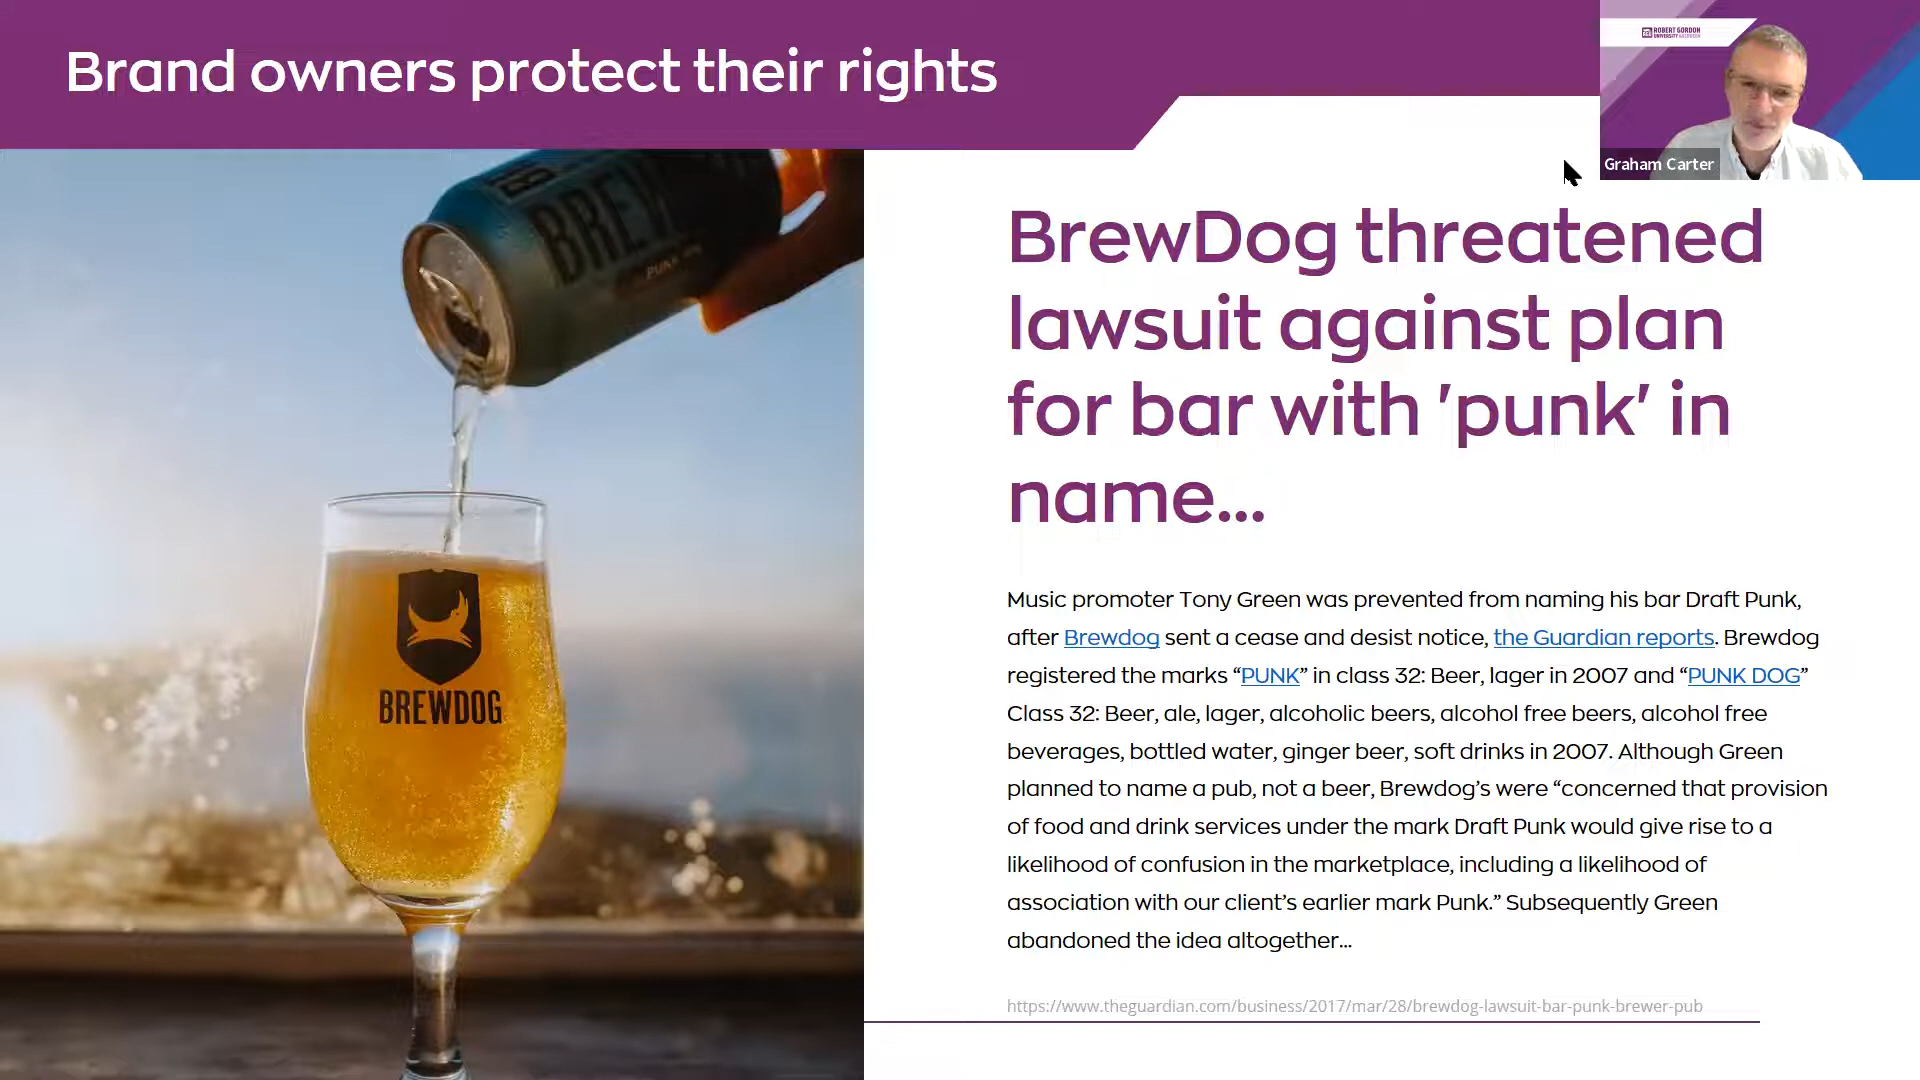 Brand owners protect their rights
ROBERT GORDON
UNIVERSITY ABERDEEN
Graham Carter
BREW
PUNK IPA
BREWDOG
BrewDog threatened
lawsuit against plan
for bar with 'punk' in
name...
Music promoter Tony Green was prevented from naming his bar Draft Punk,
after Brewdog sent a cease and desist notice, the Guardian reports. Brewdog
registered the marks “PUNK” in class 32: Beer, lager in 2007 and “PUNK DOG”
Class 32: Beer, ale, lager, alcoholic beers, alcohol free beers, alcohol free
beverages, bottled water, ginger beer, soft drinks in 2007. Although Green
planned to name a pub, not a beer, Brewdog’s were “concerned that provision
of food and drink services under the mark Draft Punk would give rise to a
likelihood of confusion in the marketplace, including a likelihood of
association with our client’s earlier mark Punk.” Subsequently Green
abandoned the idea altogether...
https://www.theguardian.com/business/2017/mar/28/brewdog-lawsuit-bar-punk-brewer-pub